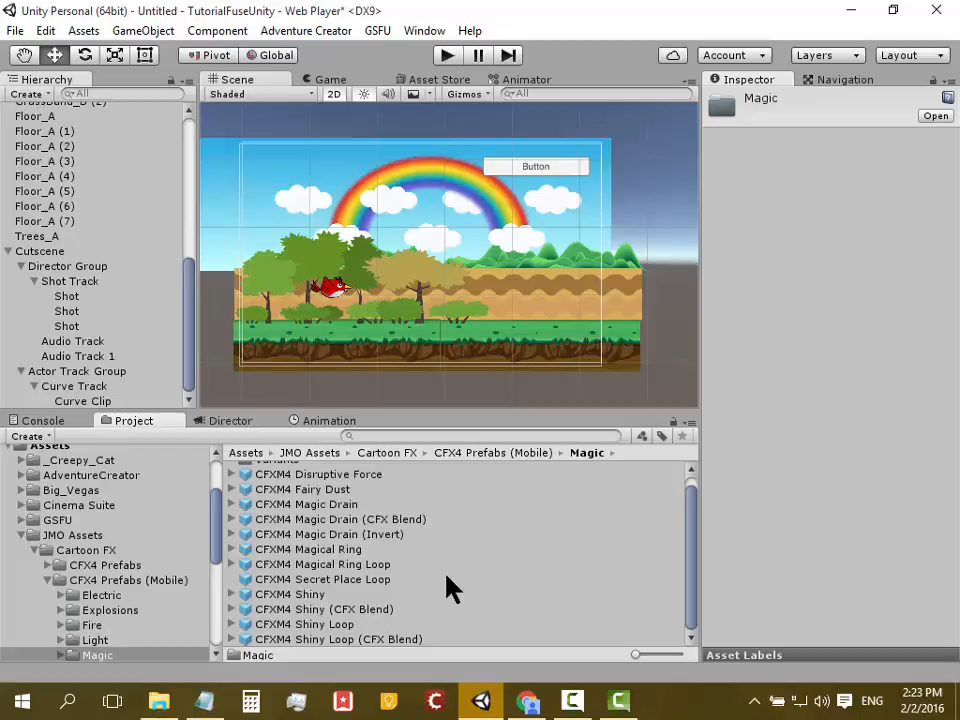 Unity Personal (64bit) - Untitled - TutorialFuseUnity - Web Player* <DX9>
File Edit Assets GameObject Component Adventure Creator GSFU Window Help
Pivot Global Account Layers Layout
Hierarchy Scene Game Asset Store Animator Inspector Navigation
Create All Shaded 2D Gizmos All Magic
Open
Floor_A
Floor_A (1)
Floor_A (2)
Floor_A (3)
Floor_A (4)
Floor_A (5)
Floor_A (6)
Floor_A (7)
Trees_A
Cutscene
Director Group
Shot Track
Shot
Shot
Shot
Audio Track
Audio Track 1
Actor Track Group
Curve Track
Curve Clip
Button
Console Project Director Animation
Create
Assets
_Creepy_Cat
AdventureCreator
Big_Vegas
Cinema Suite
GSFU
JMO Assets
Cartoon FX
CFX4 Prefabs
CFX4 Prefabs (Mobile)
Electric
Explosions
Fire
Light
Magic
Assets JMO Assets Cartoon FX CFX4 Prefabs (Mobile) Magic
CFXM4 Disruptive Force
CFXM4 Fairy Dust
CFXM4 Magic Drain
CFXM4 Magic Drain (CFX Blend)
CFXM4 Magic Drain (Invert)
CFXM4 Magical Ring
CFXM4 Magical Ring Loop
CFXM4 Secret Place Loop
CFXM4 Shiny
CFXM4 Shiny (CFX Blend)
CFXM4 Shiny Loop
CFXM4 Shiny Loop (CFX Blend)
Magic
Asset Labels
ENG
2:23 PM
2/2/2016